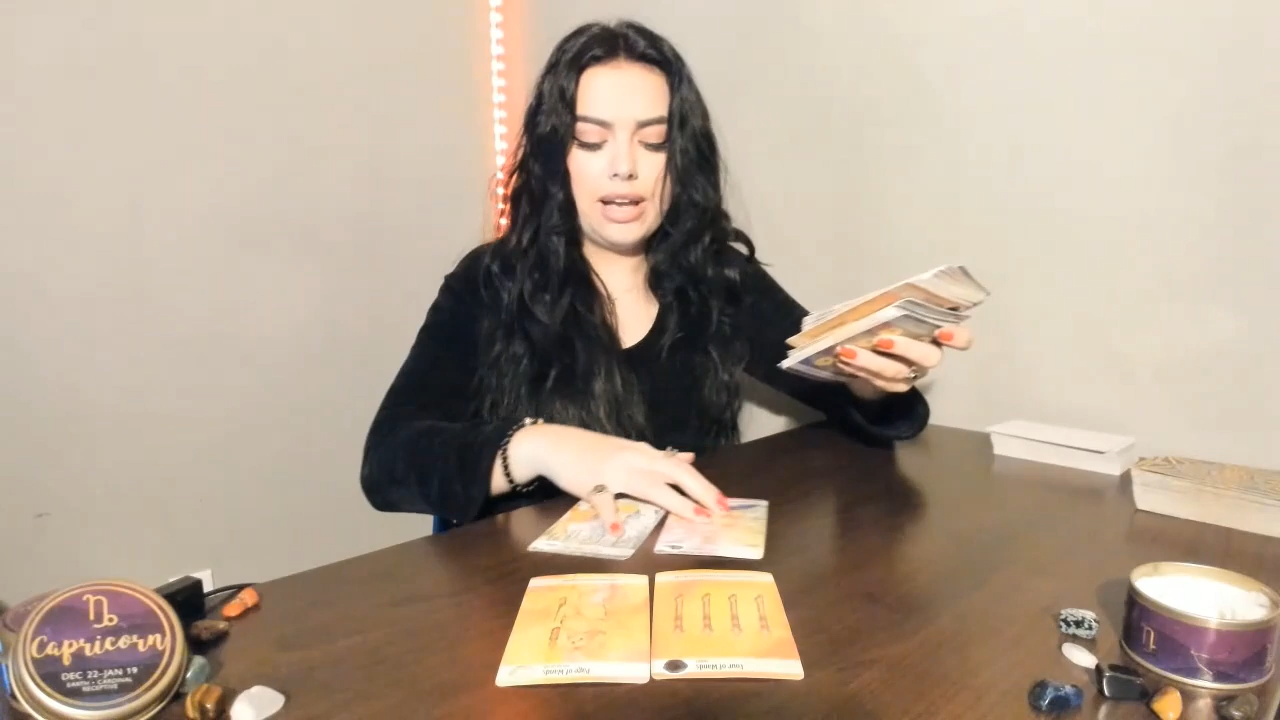 Capricorn
DEC 22-JAN 19
EARTH • CARDINAL
RECEPTIVE
Page of Wands
Four of Wands